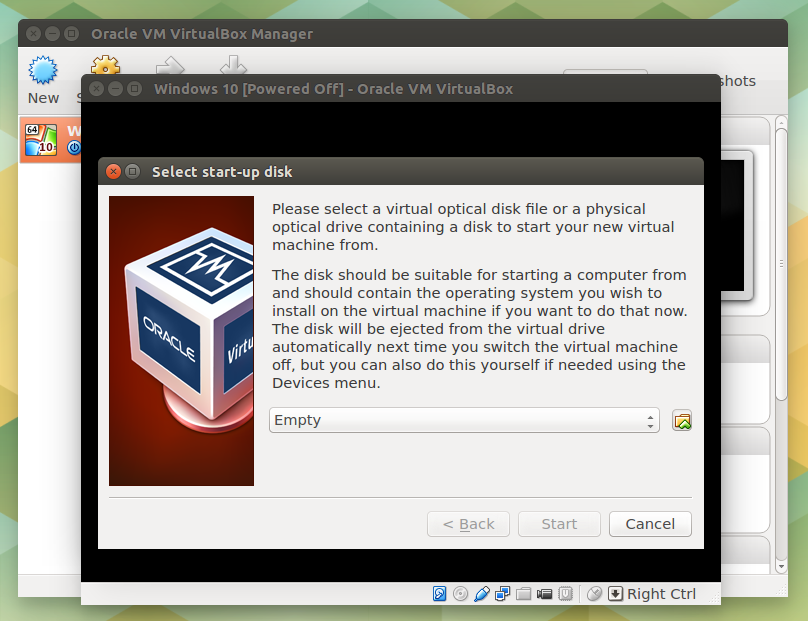 Oracle VM VirtualBox Manager
New
shots
64
10
W
Windows 10 [Powered Off] - Oracle VM VirtualBox
Select start-up disk
ORACLE
Virtu
Please select a virtual optical disk file or a physical
optical drive containing a disk to start your new virtual
machine from.
The disk should be suitable for starting a computer from
and should contain the operating system you wish to
install on the virtual machine if you want to do that now.
The disk will be ejected from the virtual drive
automatically next time you switch the virtual machine
off, but you can also do this yourself if needed using the
Devices menu.
Empty
< Back
Start
Cancel
Right Ctrl